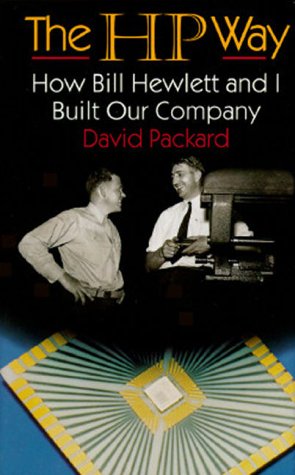 The HP Way
How Bill Hewlett and I
Built Our Company
David Packard